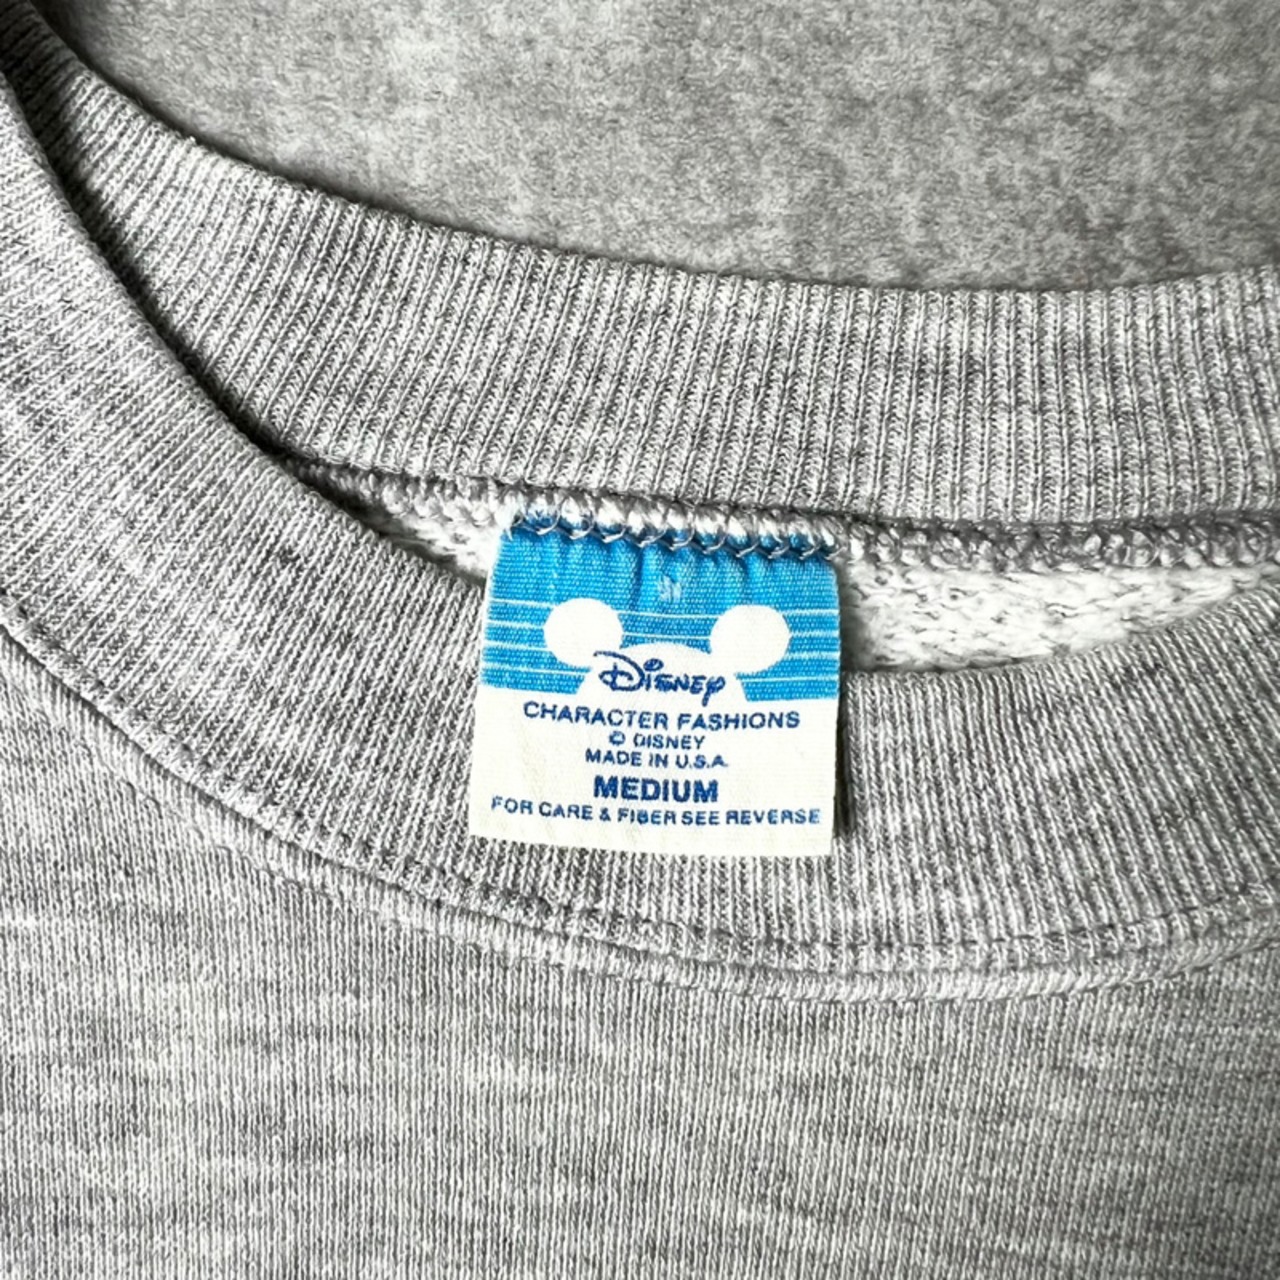 Disney
CHARACTER FASHIONS
© DISNEY
MADE IN U.S.A.
MEDIUM
FOR CARE & FIBER SEE REVERSE